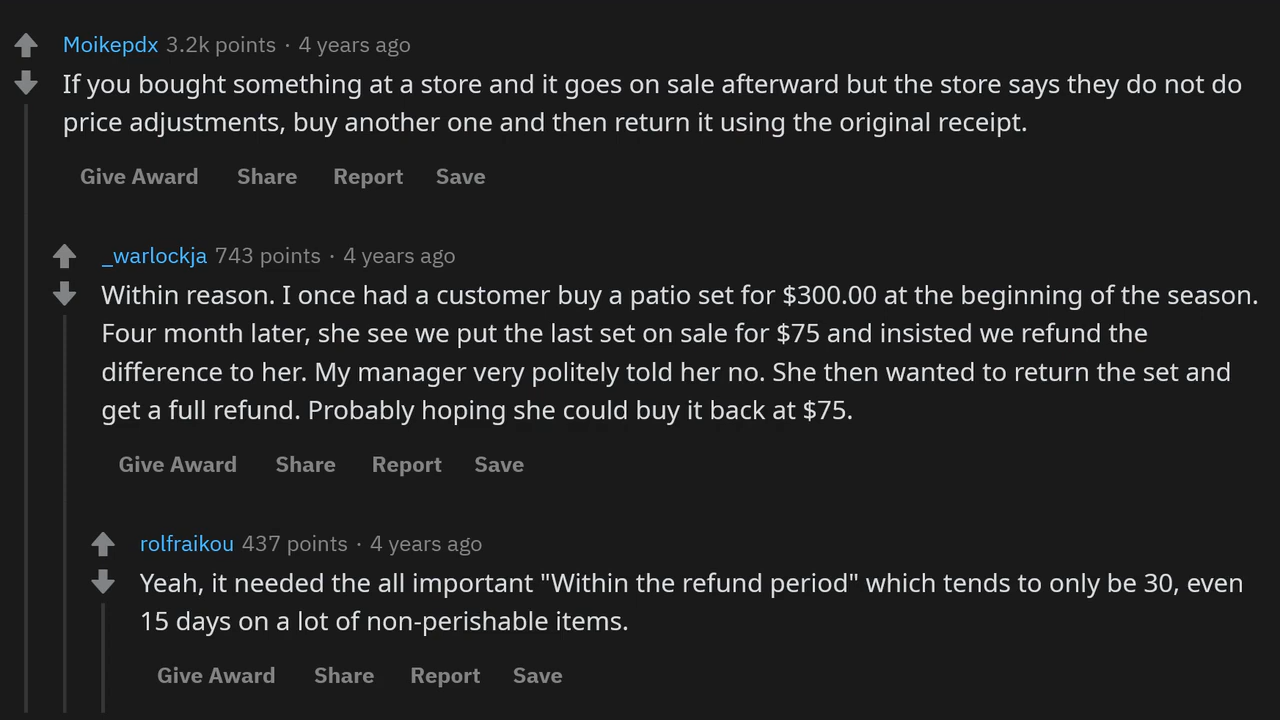 Moikepdx 3.2k points · 4 years ago
If you bought something at a store and it goes on sale afterward but the store says they do not do
price adjustments, buy another one and then return it using the original receipt.
Give Award Share Report Save
_warlockja 743 points · 4 years ago
Within reason. I once had a customer buy a patio set for $300.00 at the beginning of the season.
Four month later, she see we put the last set on sale for $75 and insisted we refund the
difference to her. My manager very politely told her no. She then wanted to return the set and
get a full refund. Probably hoping she could buy it back at $75.
Give Award Share Report Save
rolfraikou 437 points · 4 years ago
Yeah, it needed the all important "Within the refund period" which tends to only be 30, even
15 days on a lot of non-perishable items.
Give Award Share Report Save